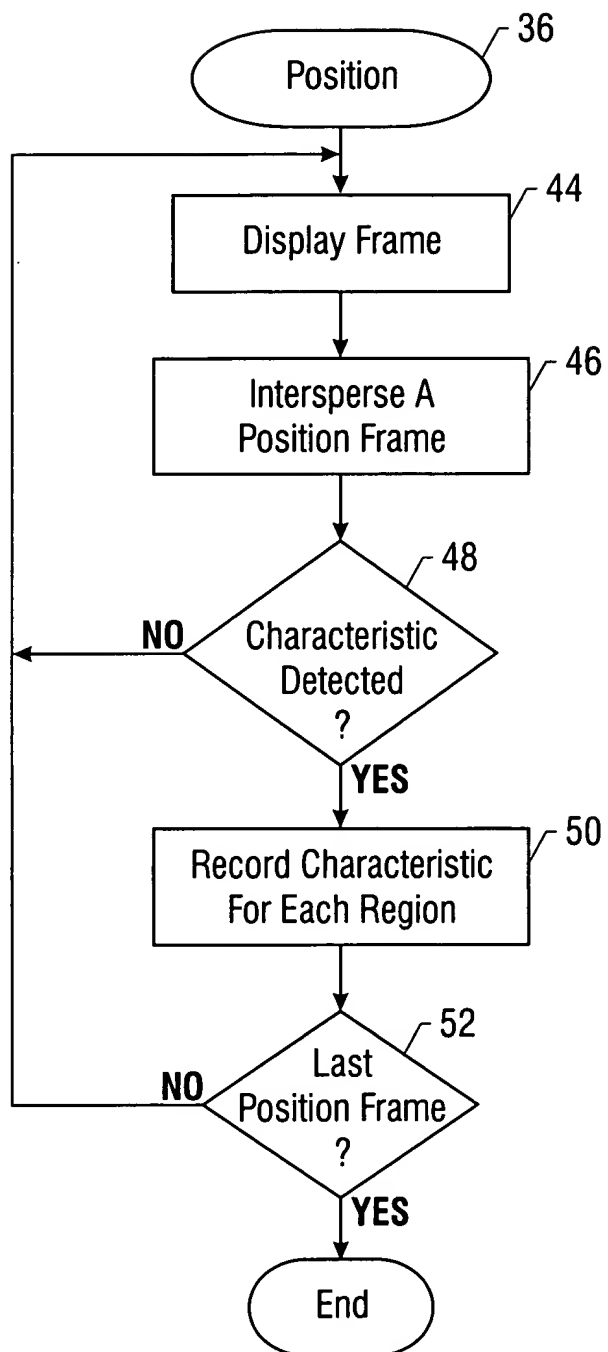 36
Position
44
Display Frame
46
Intersperse A
Position Frame
48
NO
Characteristic
Detected
?
YES
50
Record Characteristic
For Each Region
52
NO
Last
Position Frame
?
YES
End